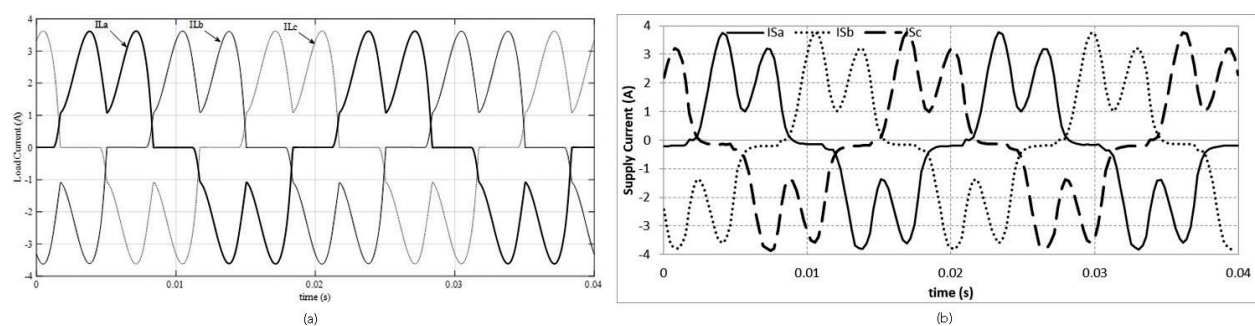 ILa ILb ILc
4
3
2
1
0
-1
-2
-3
-4
Load Current (A)
0 0.01 0.02 0.03 0.04
time (s)
(a)
ISa ISb ISc
4
3
2
1
0
-1
-2
-3
-4
Supply Current (A)
0 0.01 0.02 0.03 0.04
time (s)
(b)